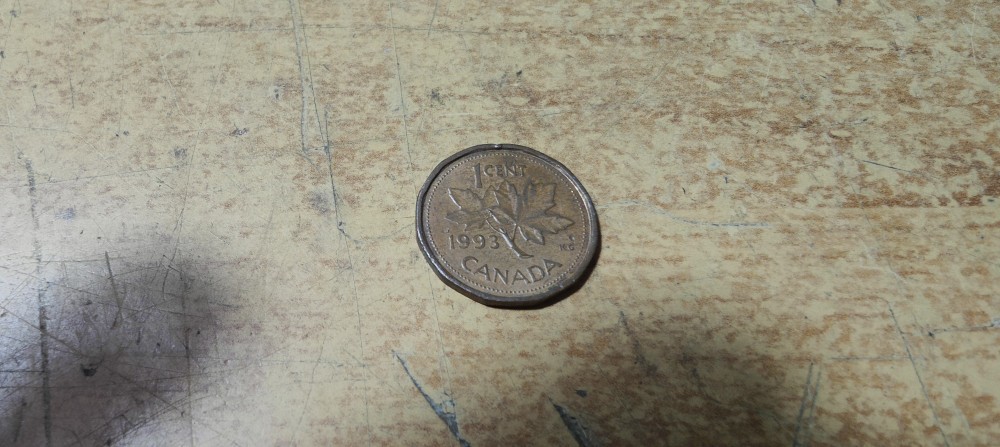 1 CENT
1993
K.G
CANADA